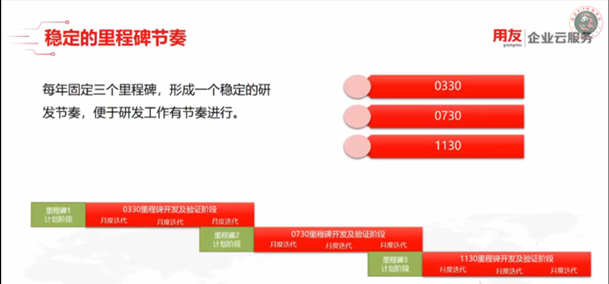 稳定的里程碑节奏
用友 企业云服务
yonyou
每年固定三个里程碑，形成一个稳定的研
发节奏，便于研发工作有节奏进行。
0330
0730
1130
里程碑1
计划阶段
0330里程碑开发及验证阶段
月度迭代 月度迭代 月度迭代
里程碑2
计划阶段
0730里程碑开发及验证阶段
月度迭代 月度迭代 月度迭代
里程碑3
计划阶段
1130里程碑开发及验证阶段
月度迭代 月度迭代 月度迭代